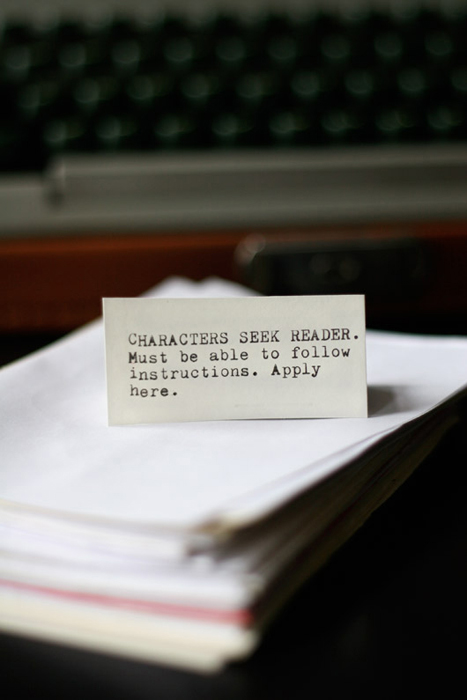 CHARACTERS SEEK READER.
Must be able to follow
instructions. Apply
here.